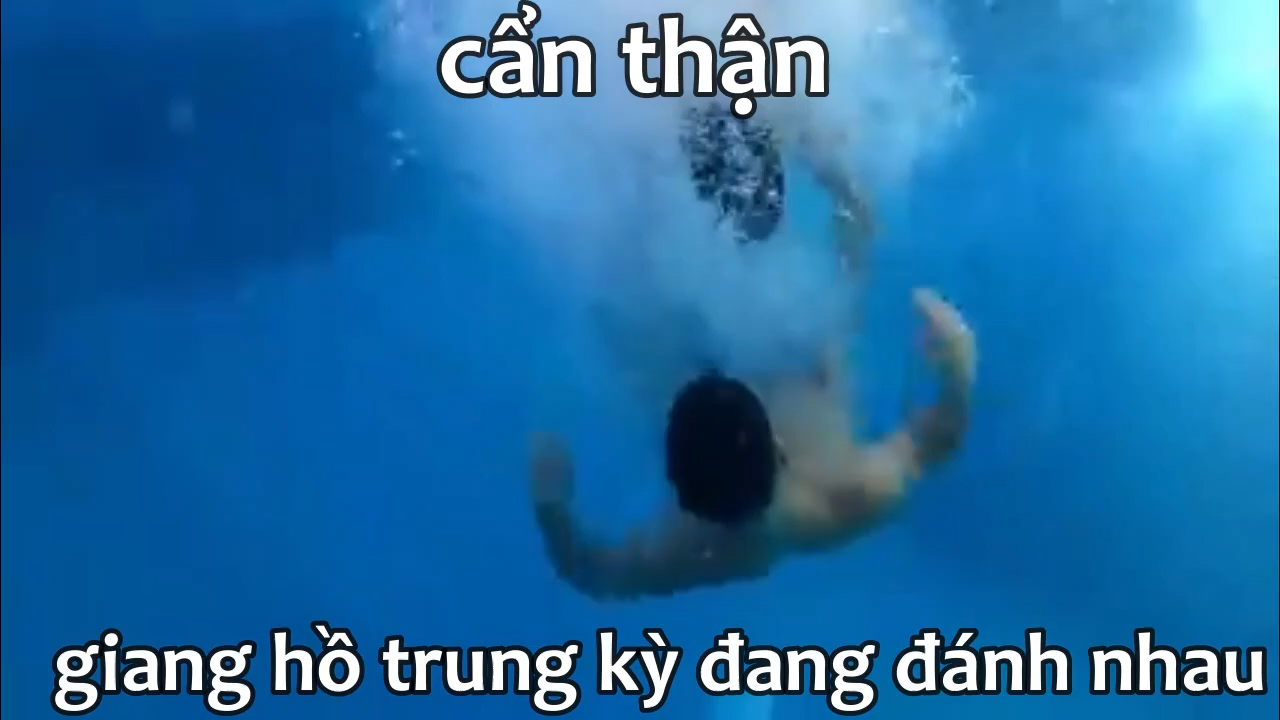 cẩn thận
giang hồ trung kỳ đang đánh nhau